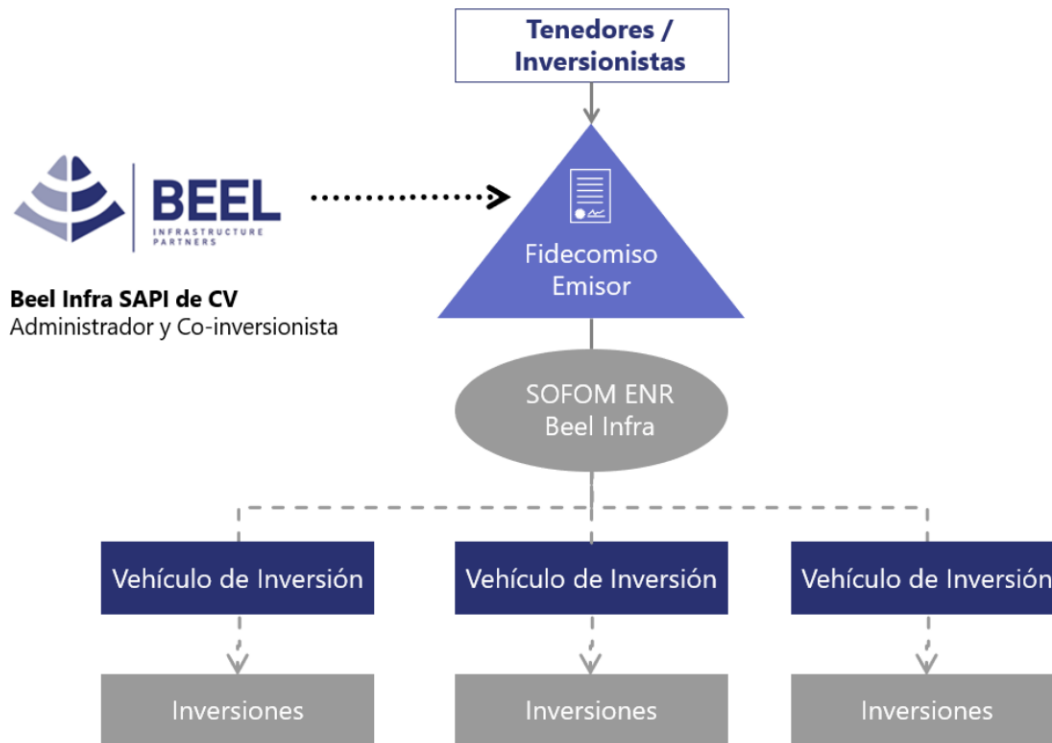 Tenedores /
Inversionistas
BEEL
INFRASTRUCTURE
PARTNERS
Beel Infra SAPI de CV
Administrador y Co-inversionista
Fidecomiso
Emisor
SOFOM ENR
Beel Infra
Vehículo de Inversión
Vehículo de Inversión
Vehículo de Inversión
Inversiones
Inversiones
Inversiones